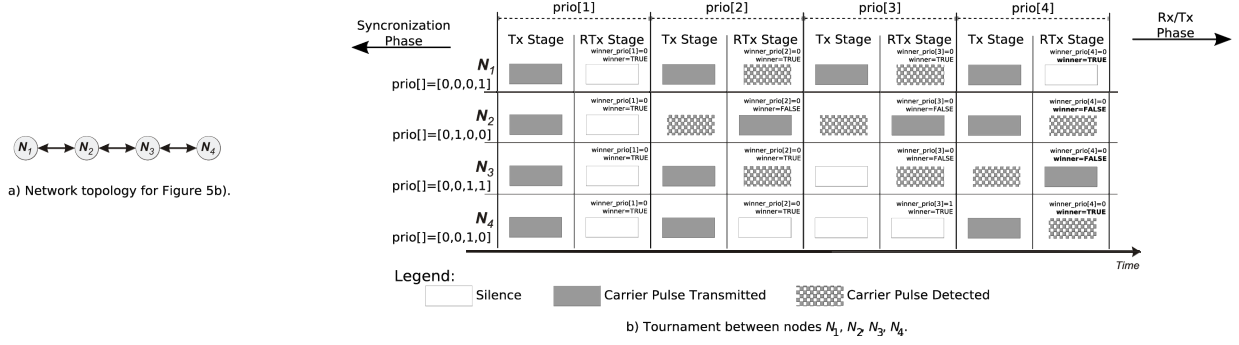 N1 N2 N3 N4
a) Network topology for Figure 5b).
prio[1] prio[2] prio[3] prio[4]
Syncronization
Phase
Rx/Tx
Phase
Tx Stage RTx Stage Tx Stage RTx Stage Tx Stage RTx Stage Tx Stage RTx Stage
winner_prio[1]=0 winner_prio[2]=0 winner_prio[3]=0 winner_prio[4]=0
winner=TRUE winner=TRUE winner=TRUE winner=TRUE
N1
prio[]=[0,0,0,1]
winner_prio[1]=0 winner_prio[2]=0 winner_prio[3]=0 winner_prio[4]=0
winner=TRUE winner=FALSE winner=FALSE winner=FALSE
N2
prio[]=[0,1,0,0]
winner_prio[1]=0 winner_prio[2]=0 winner_prio[3]=0 winner_prio[4]=0
winner=TRUE winner=TRUE winner=FALSE winner=FALSE
N3
prio[]=[0,0,1,1]
winner_prio[1]=0 winner_prio[2]=0 winner_prio[3]=1 winner_prio[4]=0
winner=TRUE winner=TRUE winner=TRUE winner=TRUE
N4
prio[]=[0,0,1,0]
Time
Legend:
Silence Carrier Pulse Transmitted Carrier Pulse Detected
b) Tournament between nodes N1, N2, N3, N4.